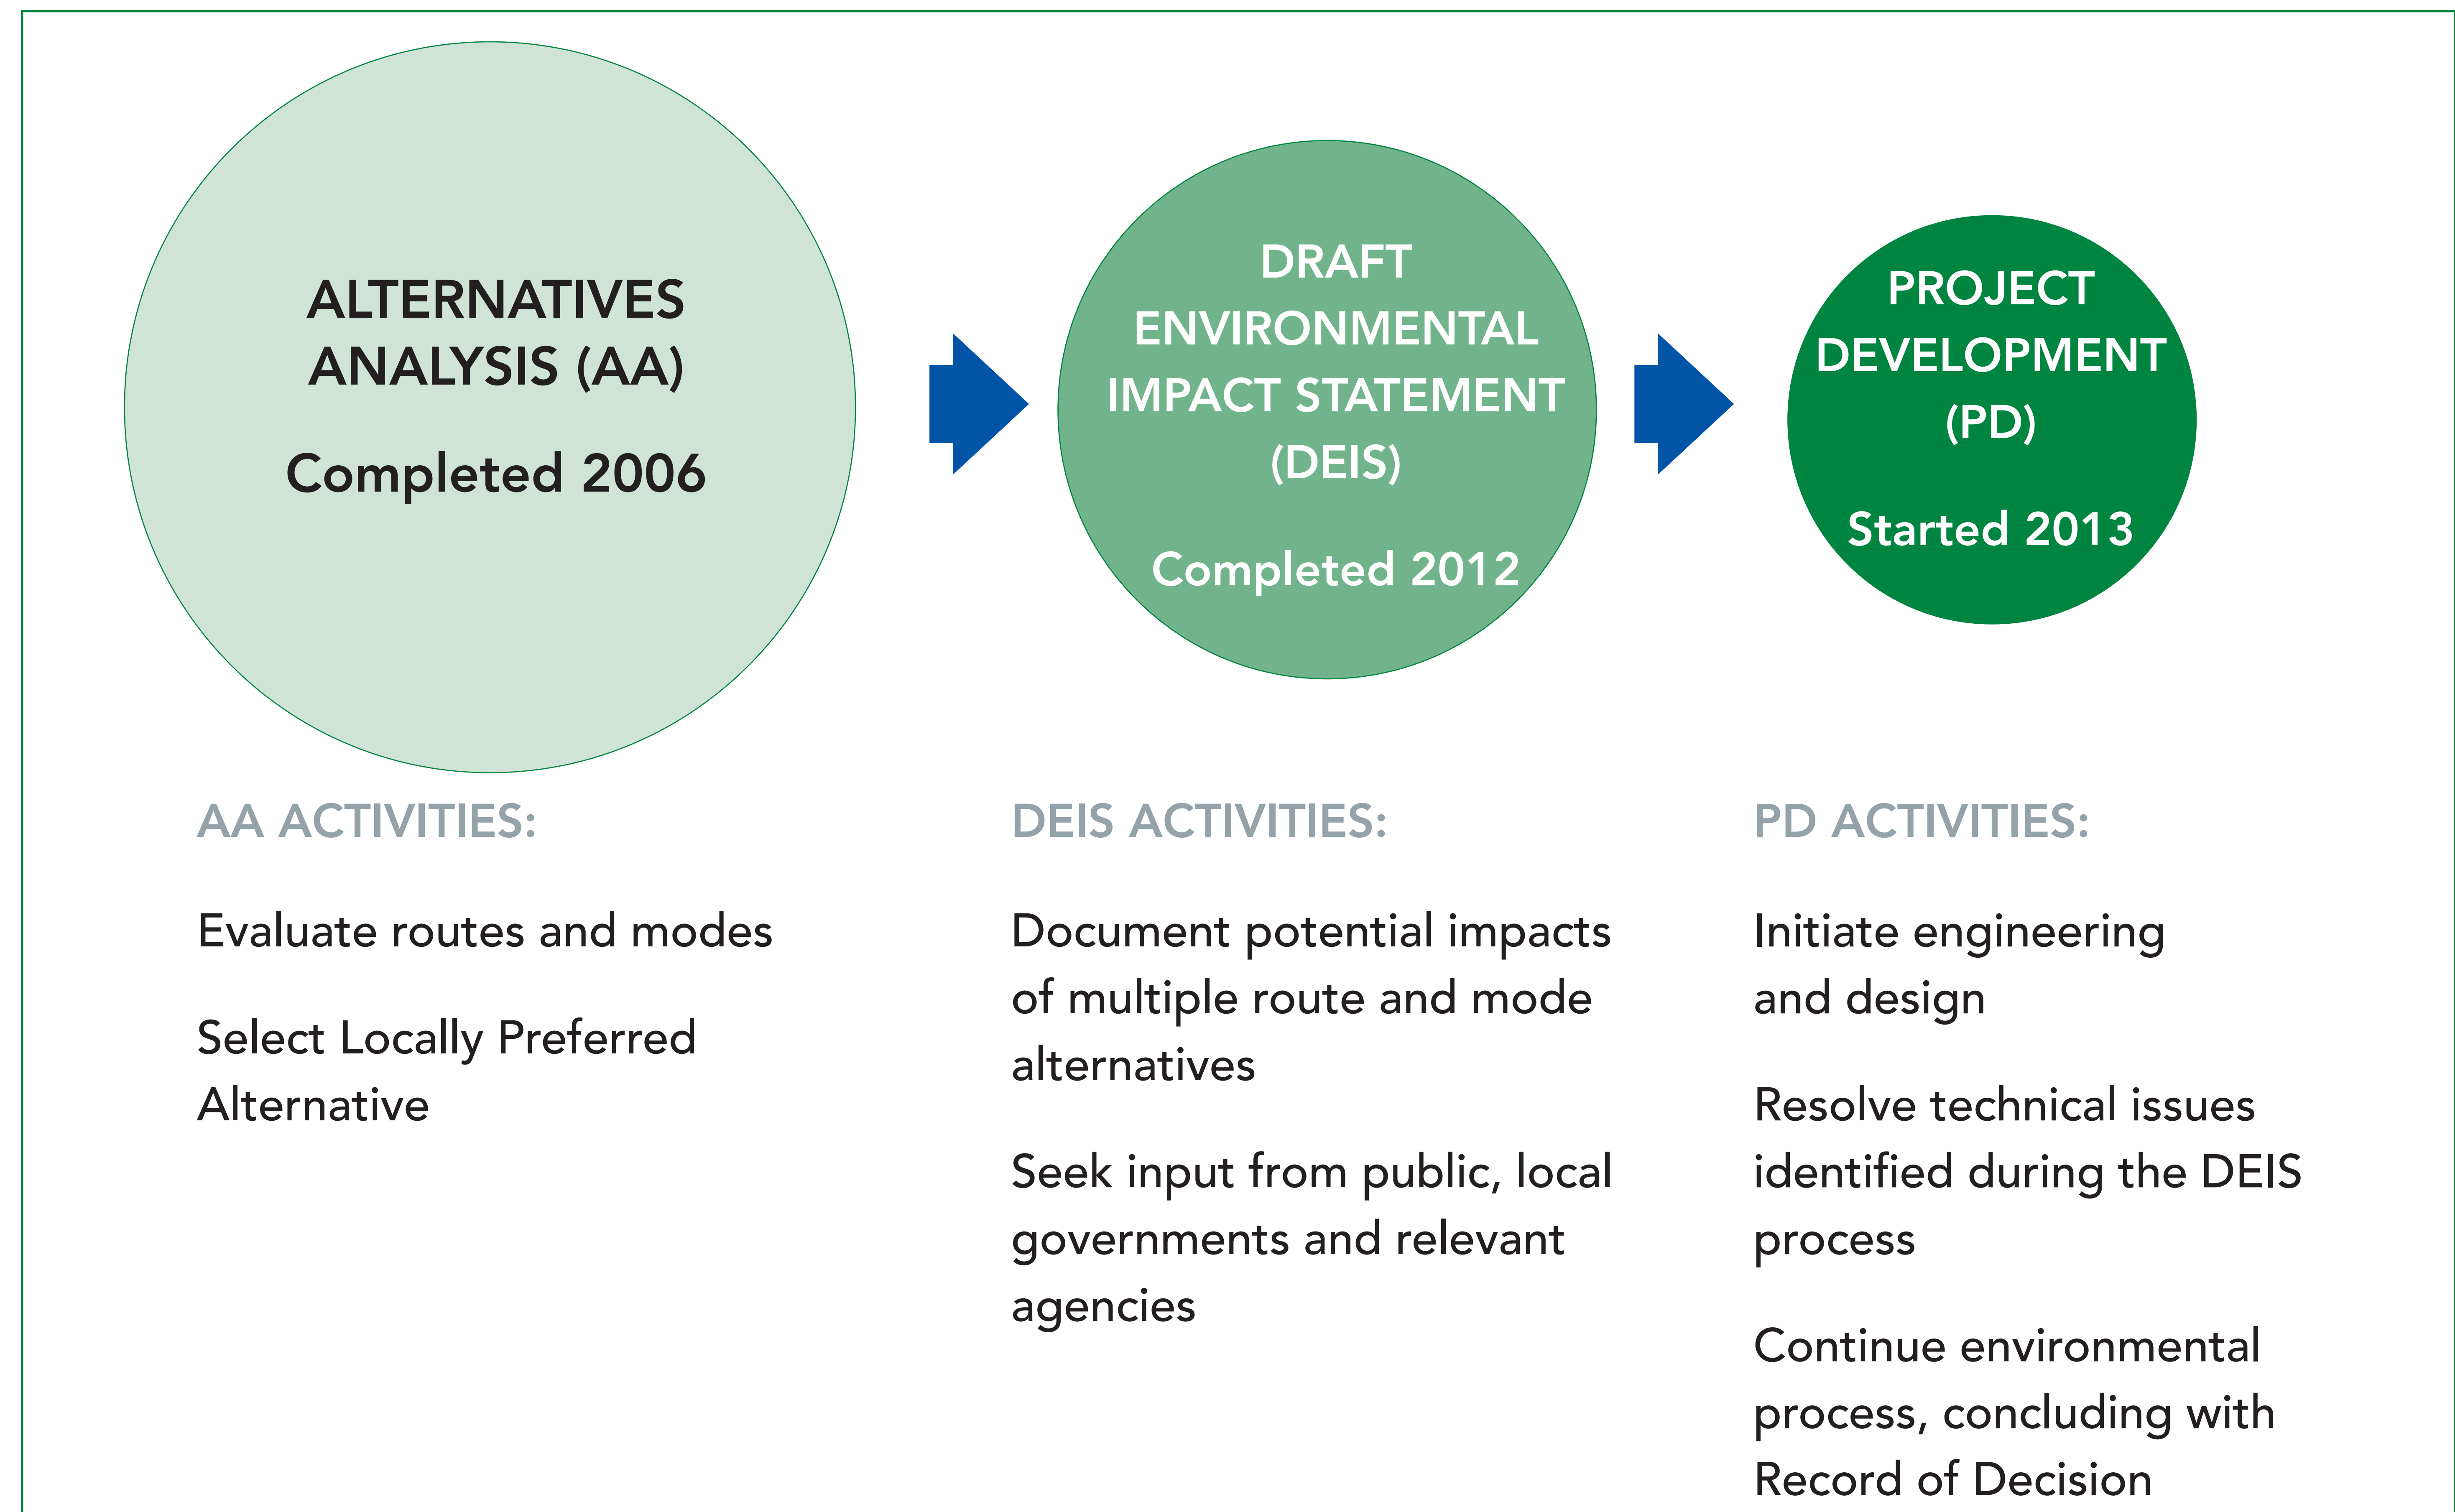 ALTERNATIVES
ANALYSIS (AA)
Completed 2006
DRAFT
ENVIRONMENTAL
IMPACT STATEMENT
(DEIS)
Completed 2012
PROJECT
DEVELOPMENT
(PD)
Started 2013
AA ACTIVITIES:
Evaluate routes and modes
Select Locally Preferred
Alternative
DEIS ACTIVITIES:
Document potential impacts
of multiple route and mode
alternatives
Seek input from public, local
governments and relevant
agencies
PD ACTIVITIES:
Initiate engineering
and design
Resolve technical issues
identified during the DEIS
process
Continue environmental
process, concluding with
Record of Decision